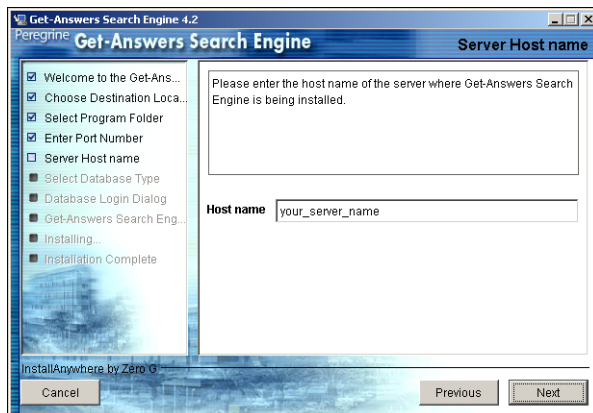 Get-Answers Search Engine 4.2
Peregrine Get-Answers Search Engine
Server Host name
Welcome to the Get-Ans...
Choose Destination Loca...
Select Program Folder
Enter Port Number
Server Host name
Select Database Type
Database Login Dialog
Get-Answers Search Eng...
Installing...
Installation Complete
Please enter the host name of the server where Get-Answers Search
Engine is being installed.
Host name your_server_name
InstallAnywhere by Zero G
Cancel Previous Next